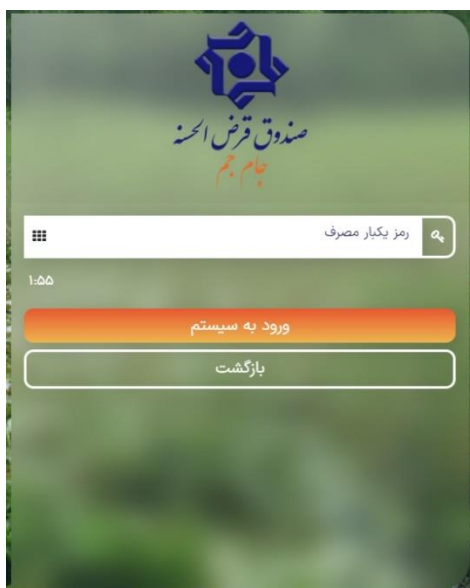 صندوق قرض الحسنه
جام جم
رمز یکبار مصرف
۱:۵۵
ورود به سیستم
بازگشت